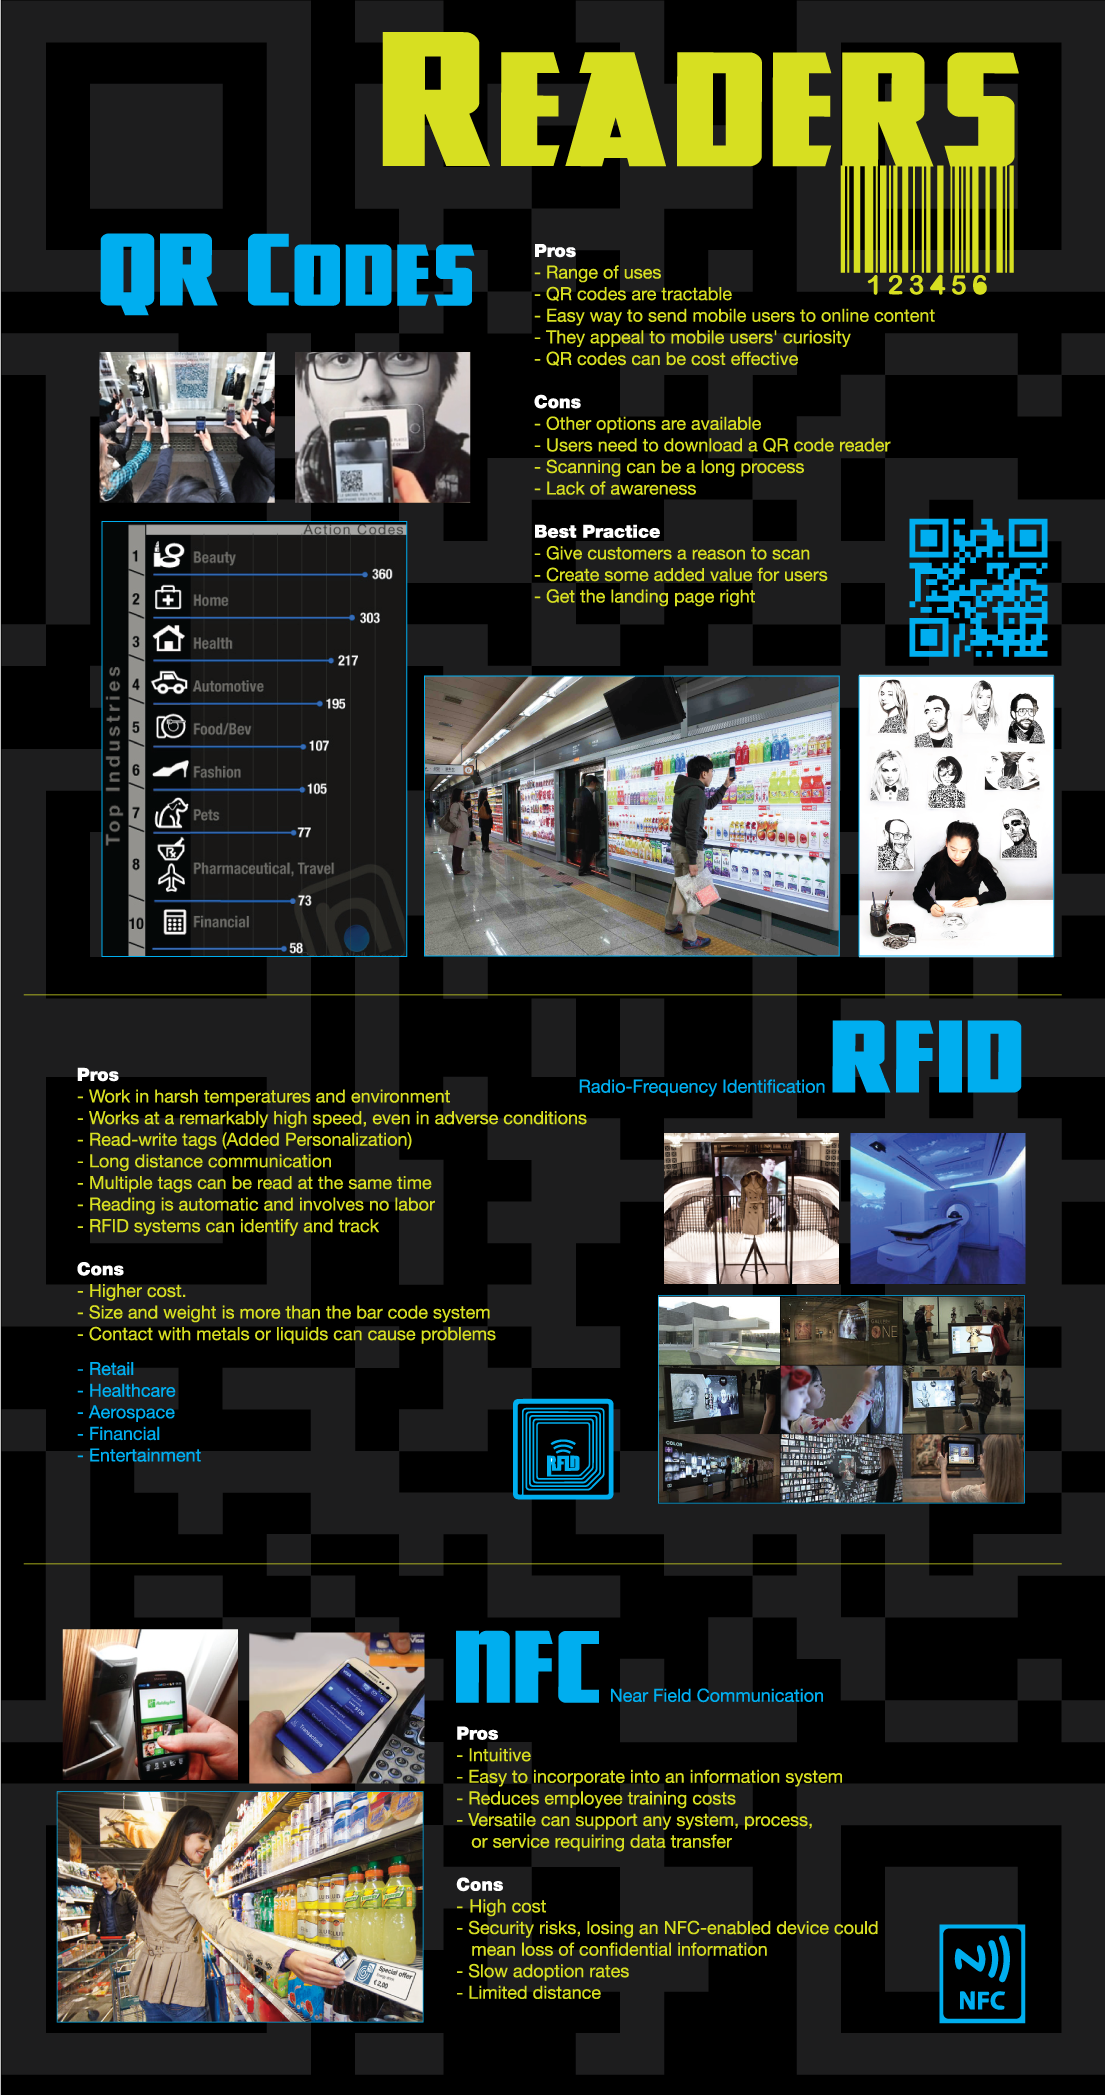 READERS
123456
QR CODES
Pros
- Range of uses
- QR codes are tractable
- Easy way to send mobile users to online content
- They appeal to mobile users' curiosity
- QR codes can be cost effective
Cons
- Other options are available
- Users need to download a QR code reader
- Scanning can be a long process
- Lack of awareness
Best Practice
- Give customers a reason to scan
- Create some added value for users
- Get the landing page right
Action Codes
Top Industries
1 Beauty 360
2 Home 303
3 Health 217
4 Automotive 195
5 Food/Bev 107
6 Fashion 105
7 Pets 77
8 Pharmaceutical, Travel 73
10 Financial 58
RFID
Radio-Frequency Identification
Pros
- Work in harsh temperatures and environment
- Works at a remarkably high speed, even in adverse conditions
- Read-write tags (Added Personalization)
- Long distance communication
- Multiple tags can be read at the same time
- Reading is automatic and involves no labor
- RFID systems can identify and track
Cons
- Higher cost.
- Size and weight is more than the bar code system
- Contact with metals or liquids can cause problems
- Retail
- Healthcare
- Aerospace
- Financial
- Entertainment
RFID
ONE
COLOR
NFC
Near Field Communication
Pros
- Intuitive
- Easy to incorporate into an information system
- Reduces employee training costs
- Versatile can support any system, process,
or service requiring data transfer
Cons
- High cost
- Security risks, losing an NFC-enabled device could
mean loss of confidential information
- Slow adoption rates
- Limited distance
Transactions
Special offer
€ 2,00
NFC